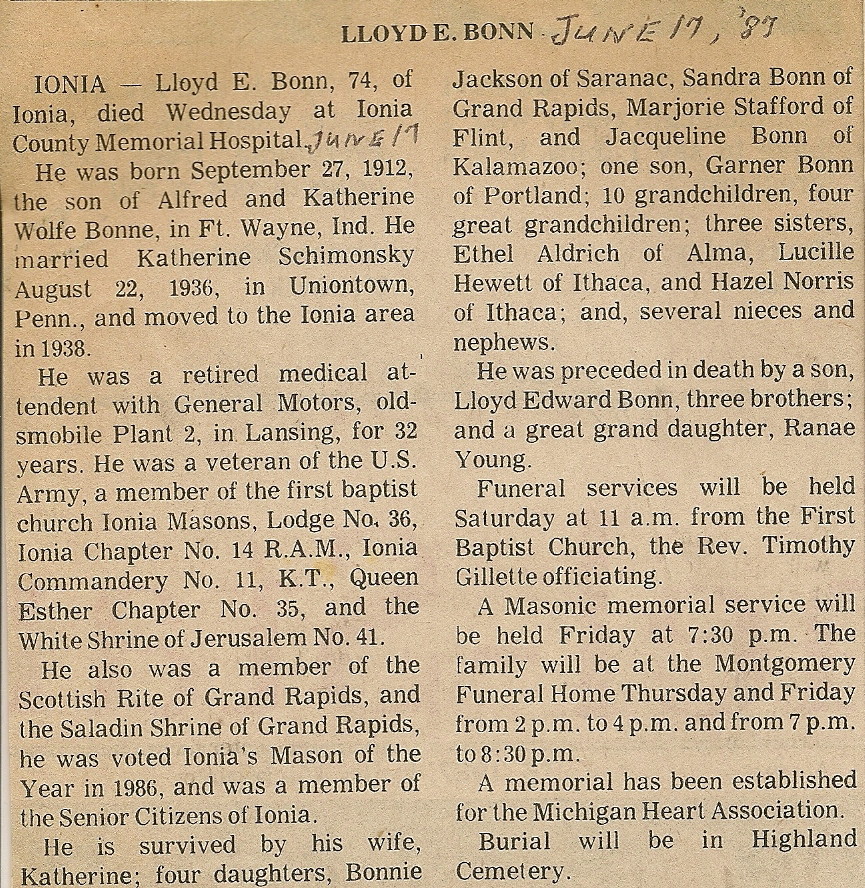 LLOYD E. BONN JUNE 17, '87
IONIA — Lloyd E. Bonn, 74, of
Ionia, died Wednesday at Ionia
County Memorial Hospital. JUNE 17
He was born September 27, 1912,
the son of Alfred and Katherine
Wolfe Bonne, in Ft. Wayne, Ind. He
married Katherine Schimonsky
August 22, 1936, in Uniontown,
Penn., and moved to the Ionia area
in 1938.
He was a retired medical at-
tendent with General Motors, old-
smobile Plant 2, in Lansing, for 32
years. He was a veteran of the U.S.
Army, a member of the first baptist
church Ionia Masons, Lodge No. 36,
Ionia Chapter No. 14 R.A.M., Ionia
Commandery No. 11, K.T., Queen
Esther Chapter No. 35, and the
White Shrine of Jerusalem No. 41.
He also was a member of the
Scottish Rite of Grand Rapids, and
the Saladin Shrine of Grand Rapids,
he was voted Ionia's Mason of the
Year in 1986, and was a member of
the Senior Citizens of Ionia.
He is survived by his wife,
Katherine; four daughters, Bonnie
Jackson of Saranac, Sandra Bonn of
Grand Rapids, Marjorie Stafford of
Flint, and Jacqueline Bonn of
Kalamazoo; one son, Garner Bonn
of Portland; 10 grandchildren, four
great grandchildren; three sisters,
Ethel Aldrich of Alma, Lucille
Hewett of Ithaca, and Hazel Norris
of Ithaca; and, several nieces and
nephews.
He was preceded in death by a son,
Lloyd Edward Bonn, three brothers;
and a great grand daughter, Ranae
Young.
Funeral services will be held
Saturday at 11 a.m. from the First
Baptist Church, the Rev. Timothy
Gillette officiating.
A Masonic memorial service will
be held Friday at 7:30 p.m. The
family will be at the Montgomery
Funeral Home Thursday and Friday
from 2 p.m. to 4 p.m. and from 7 p.m.
to 8:30 p.m.
A memorial has been established
for the Michigan Heart Association.
Burial will be in Highland
Cemetery.